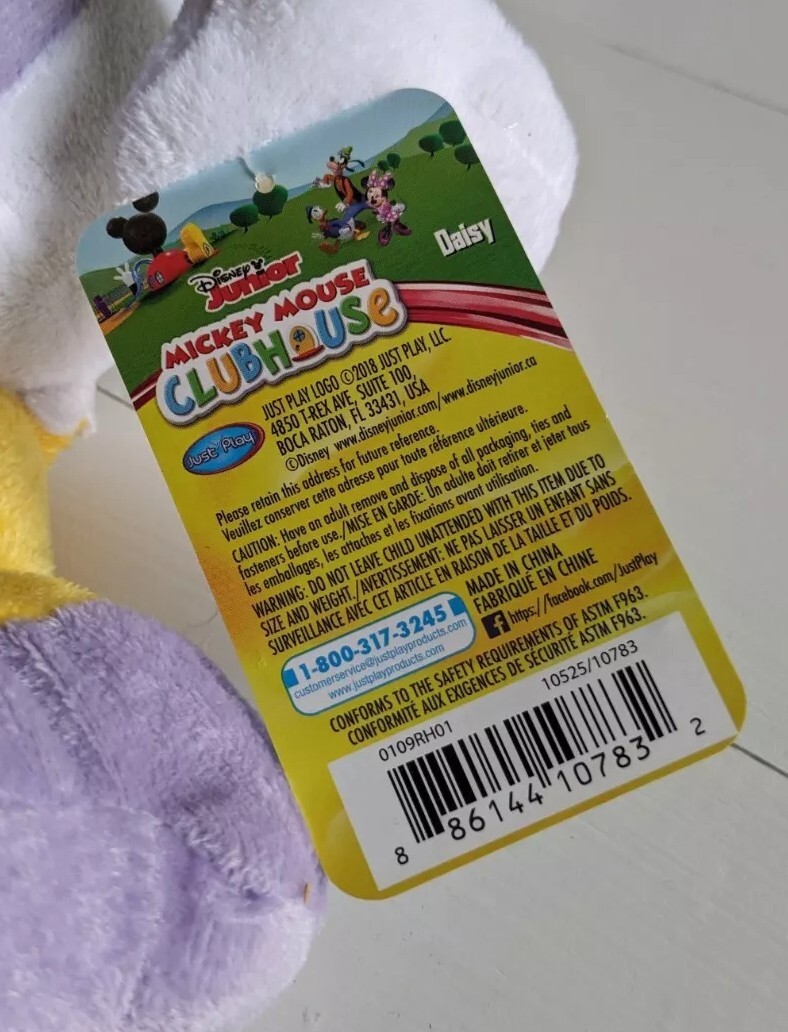 Daisy
Disney Junior
MICKEY MOUSE
CLUBHOUSE
Just Play
JUST PLAY LOGO ©2018 JUST PLAY, LLC
4850 T-REX AVE, SUITE 100,
BOCA RATON, FL 33431, USA
©Disney www.disneyjunior.com/www.disneyjunior.ca
Please retain this address for future reference.
Veuillez conserver cette adresse pour toute référence ultérieure.
CAUTION: Have an adult remove and dispose of all packaging, ties and
fasteners before use./MISE EN GARDE: Un adulte doit retirer et jeter tous
les emballages, les attaches et les fixations avant utilisation.
WARNING: DO NOT LEAVE CHILD UNATTENDED WITH THIS ITEM DUE TO
SIZE AND WEIGHT./AVERTISSEMENT: NE PAS LAISSER UN ENFANT SANS
SURVEILLANCE AVEC CET ARTICLE EN RAISON DE LA TAILLE ET DU POIDS.
1-800-317-3245
customerservice@justplayproducts.com
www.justplayproducts.com
MADE IN CHINA
FABRIQUÉ EN CHINE
f https://facebook.com/JustPlay
CONFORMS TO THE SAFETY REQUIREMENTS OF ASTM F963.
CONFORMITÉ AUX EXIGENCES DE SÉCURITÉ ASTM F963.
0109RH01 10525/10783
8 86144 10783 2